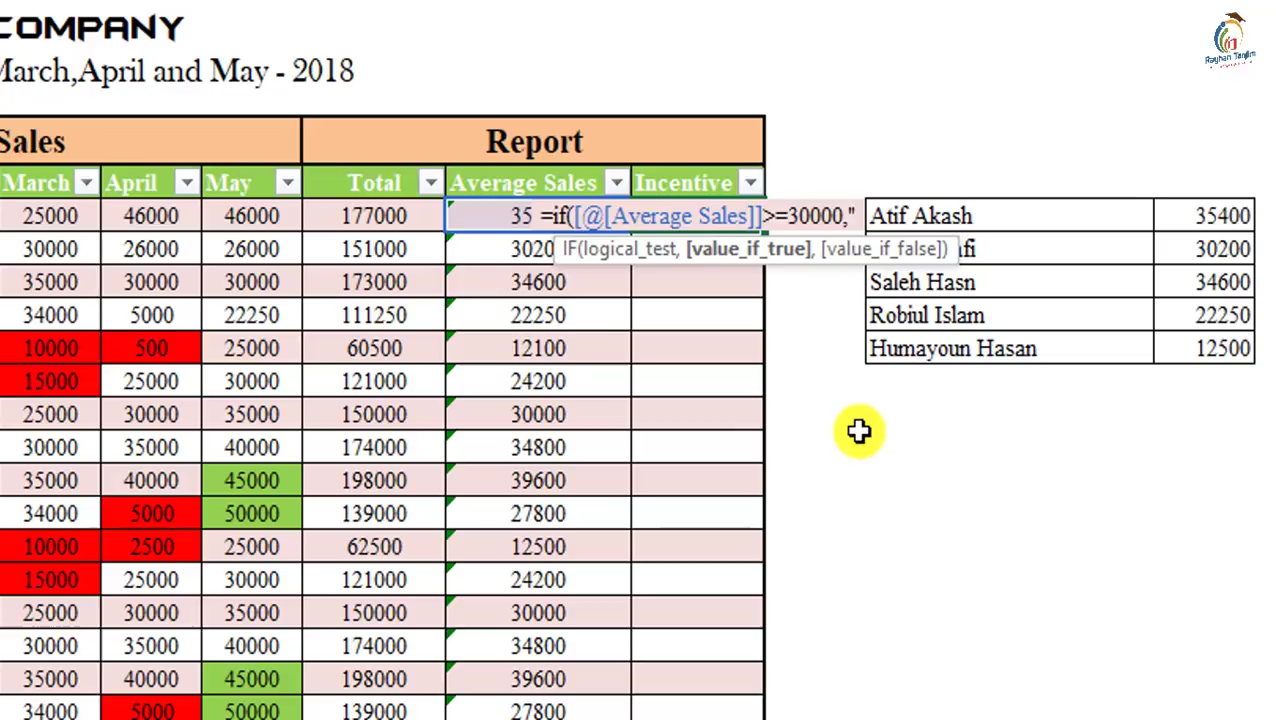 COMPANY
March,April and May - 2018
Rayhan Tanjim
Sales Report
March April May Total Average Sales Incentive
25000 46000 46000 177000 35 =if([@[Average Sales]]>=30000," Atif Akash 35400
IF(logical_test, [value_if_true], [value_if_false])
30000 26000 26000 151000 3020 fi 30200
35000 30000 30000 173000 34600 Saleh Hasn 34600
34000 5000 22250 111250 22250 Robiul Islam 22250
10000 500 25000 60500 12100 Humayoun Hasan 12500
15000 25000 30000 121000 24200
25000 30000 35000 150000 30000
30000 35000 40000 174000 34800
35000 40000 45000 198000 39600
34000 5000 50000 139000 27800
10000 2500 25000 62500 12500
15000 25000 30000 121000 24200
25000 30000 35000 150000 30000
30000 35000 40000 174000 34800
35000 40000 45000 198000 39600
34000 5000 50000 139000 27800